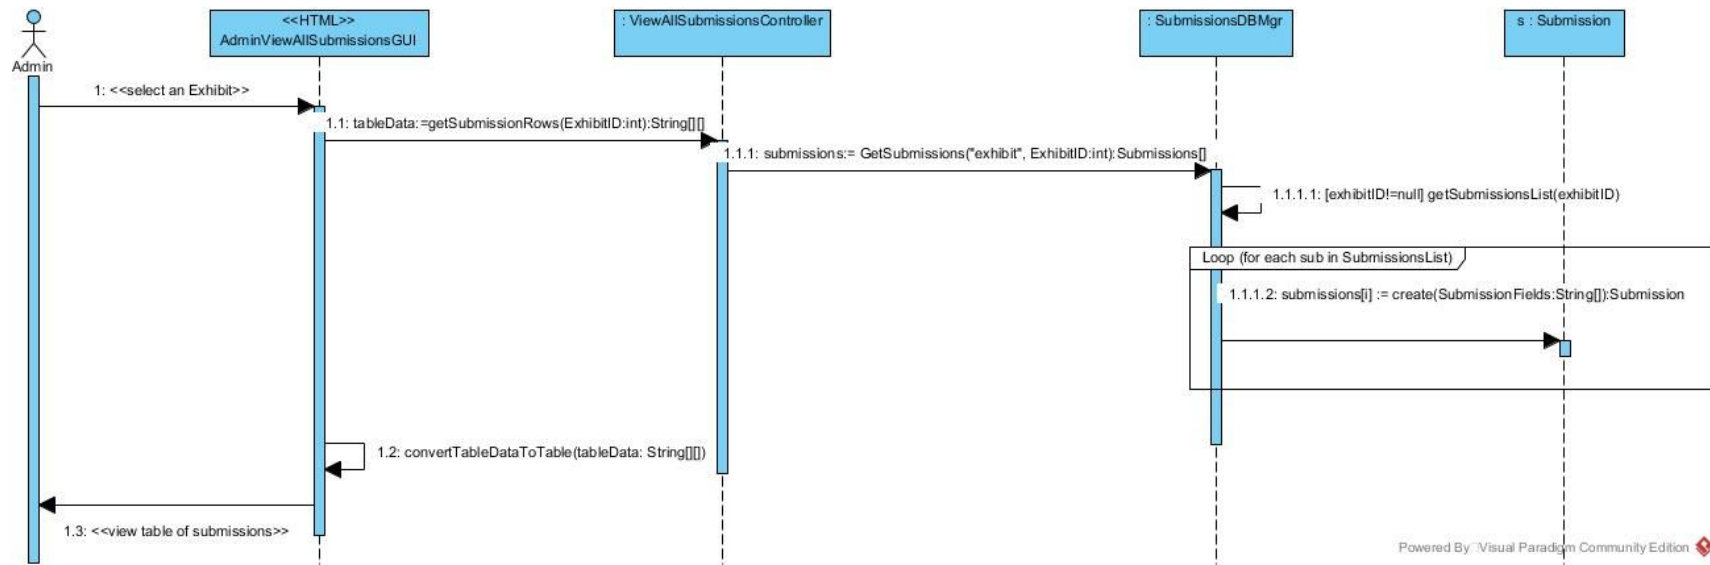 <<HTML>>
AdminViewAllSubmissionsGUI
: ViewAllSubmissionsController
: SubmissionsDBMgr
s : Submission
Admin
1: <<select an Exhibit>>
1.1: tableData:=getSubmissionRows(ExhibitID:int):String[][]
1.1.1: submissions:= GetSubmissions("exhibit", ExhibitID:int):Submissions[]
1.1.1.1: [exhibitID!=null] getSubmissionsList(exhibitID)
Loop (for each sub in SubmissionsList)
1.1.1.2: submissions[i] := create(SubmissionFields:String[]):Submission
1.2: convertTableDataToTable(tableData: String[][])
1.3: <<view table of submissions>>
Powered By Visual Paradigm Community Edition